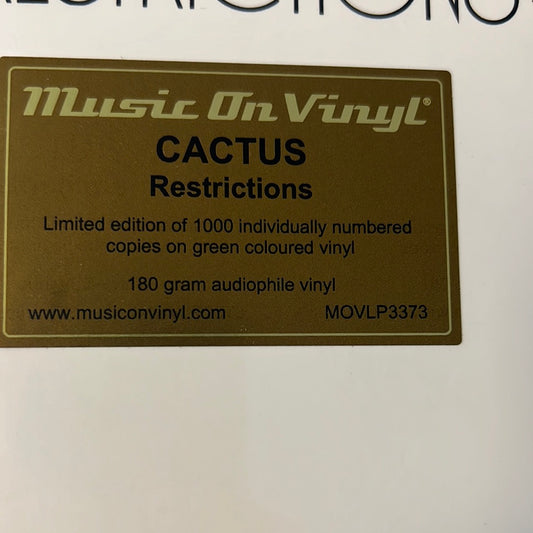 RESTRICTIONS
Music On Vinyl®
CACTUS
Restrictions
Limited edition of 1000 individually numbered
copies on green coloured vinyl
180 gram audiophile vinyl
www.musiconvinyl.com MOVLP3373